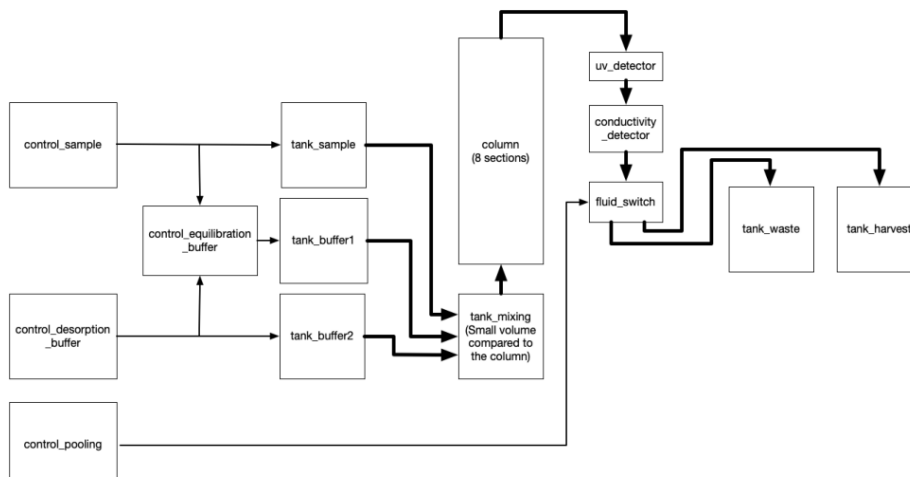 uv_detector
conductivity
_detector
column
(8 sections)
control_sample
tank_sample
fluid_switch
tank_waste
tank_harvest
control_equilibration
_buffer
tank_buffer1
control_desorption
_buffer
tank_buffer2
tank_mixing
(Small volume
compared to
the column)
control_pooling